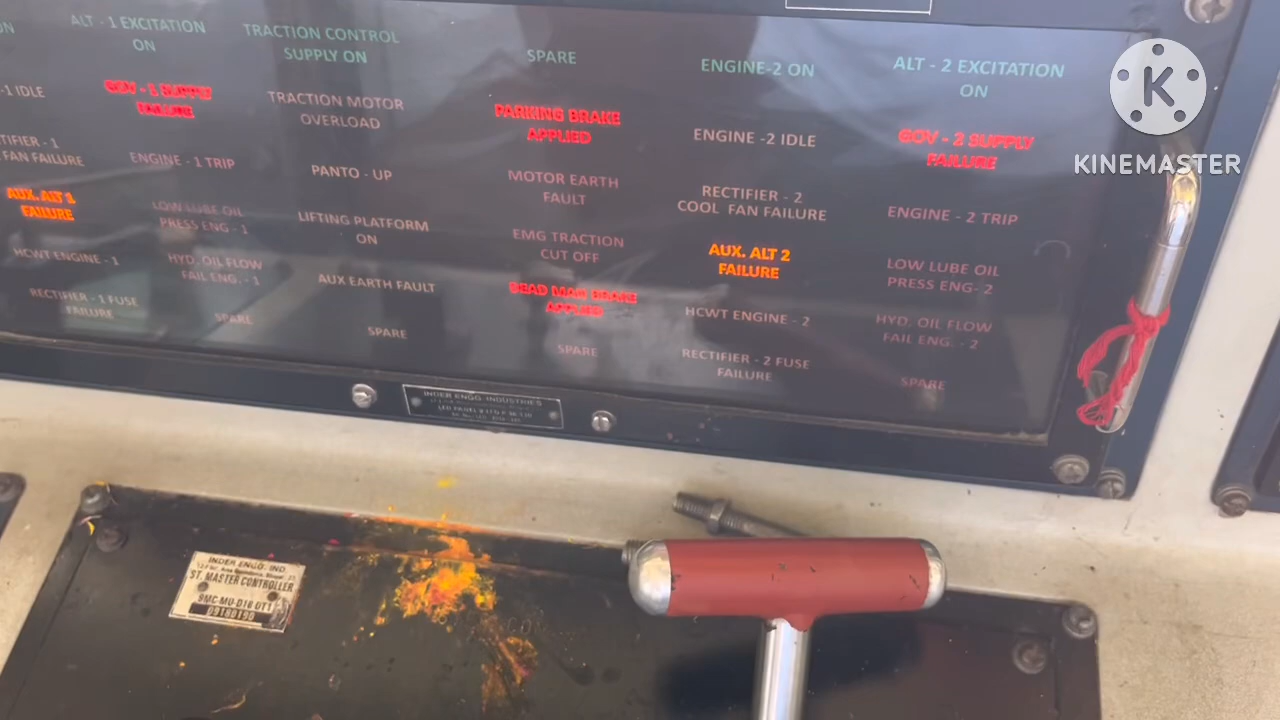 ALT - 1 EXCITATION
ON
TRACTION CONTROL
SUPPLY ON
SPARE
ENGINE-2 ON
ALT - 2 EXCITATION
ON
-1 IDLE
GOV - 1 SUPPLY
FAILURE
TRACTION MOTOR
OVERLOAD
PARKING BRAKE
APPLIED
ENGINE -2 IDLE
GOV - 2 SUPPLY
FAILURE
TIFIER - 1
FAN FAILURE
ENGINE - 1 TRIP
PANTO - UP
MOTOR EARTH
FAULT
RECTIFIER - 2
COOL FAN FAILURE
ENGINE - 2 TRIP
AUX. ALT 1
FAILURE
LOW LUBE OIL
PRESS ENG - 1
LIFTING PLATFORM
ON
EMG TRACTION
CUT OFF
AUX. ALT 2
FAILURE
LOW LUBE OIL
PRESS ENG- 2
HCWT ENGINE - 1
HYD. OIL FLOW
FAIL ENG. - 1
AUX EARTH FAULT
DEAD MAN BRAKE
APPLIED
HCWT ENGINE - 2
HYD. OIL FLOW
FAIL ENG. - 2
RECTIFIER - 1 FUSE
FAILURE
SPARE
SPARE
SPARE
RECTIFIER - 2 FUSE
FAILURE
SPARE
K
KINEMASTER
INDER ENGG INDUSTRIES
INDER ENGG. IND.
ST. MASTER CONTROLLER